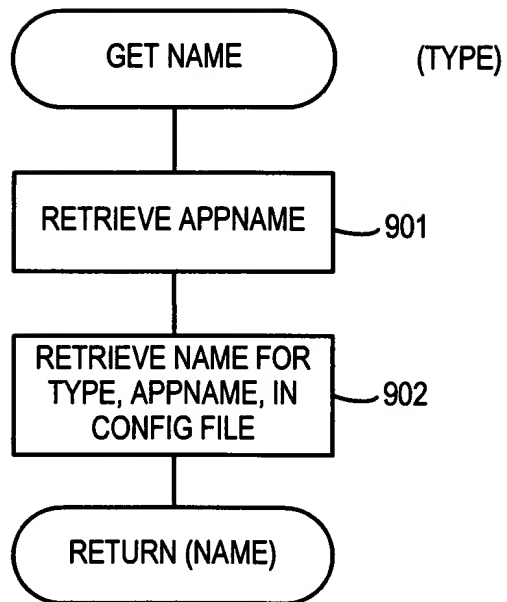 GET NAME (TYPE)
RETRIEVE APPNAME
901
RETRIEVE NAME FOR
TYPE, APPNAME, IN
CONFIG FILE
902
RETURN (NAME)